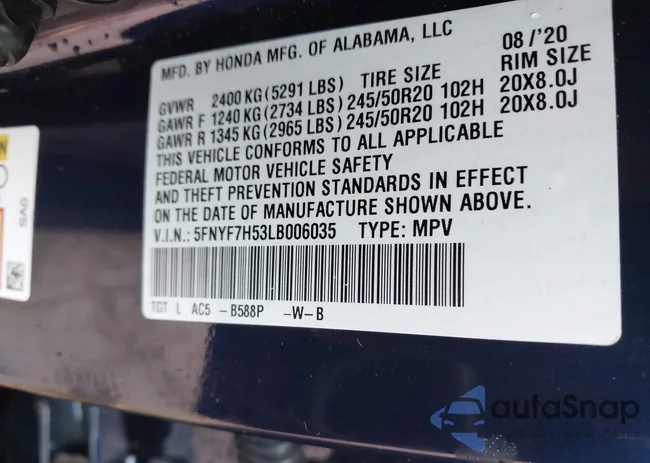 MFD. BY HONDA MFG. OF ALABAMA, LLC 08/'20
GVWR 2400 KG (5291 LBS) TIRE SIZE RIM SIZE
GAWR F 1240 KG (2734 LBS) 245/50R20 102H 20X8.0J
GAWR R 1345 KG (2965 LBS) 245/50R20 102H 20X8.0J
THIS VEHICLE CONFORMS TO ALL APPLICABLE
FEDERAL MOTOR VEHICLE SAFETY
AND THEFT PREVENTION STANDARDS IN EFFECT
ON THE DATE OF MANUFACTURE SHOWN ABOVE.
V.I.N.: 5FNYF7H53LB006035 TYPE: MPV
TGT L AC5 -B588P -W-B
SA0
autaSnap